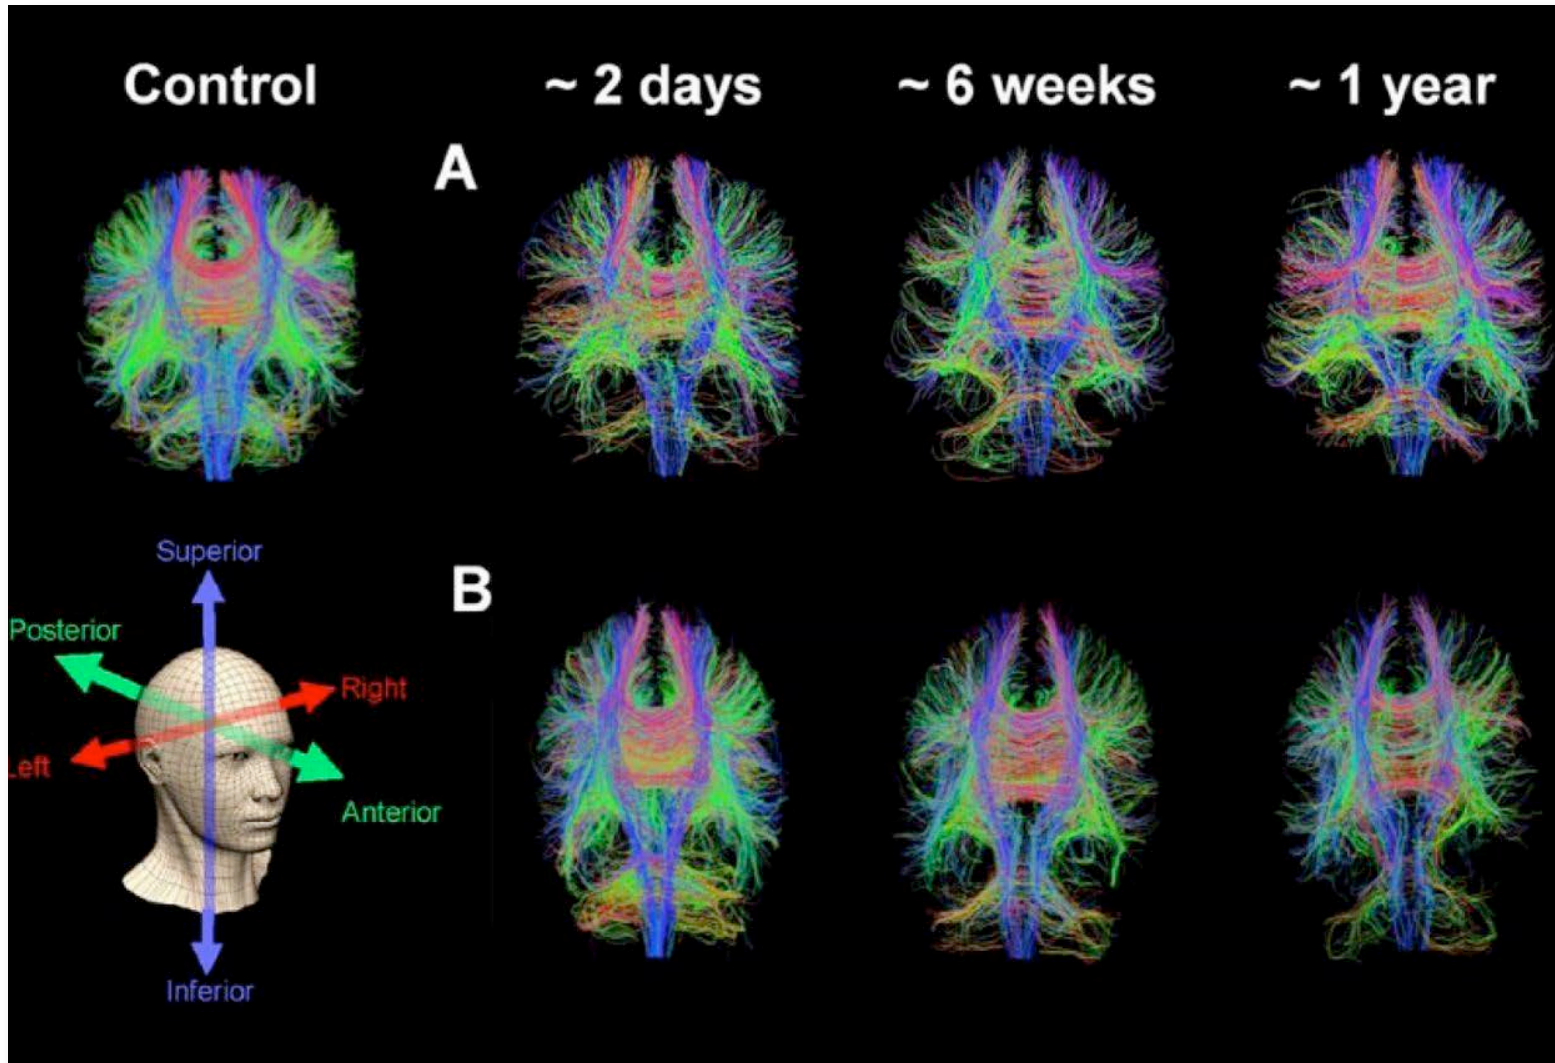 Control
~ 2 days
~ 6 weeks
~ 1 year
A
Superior
Posterior
Right
Left
Anterior
Inferior
B